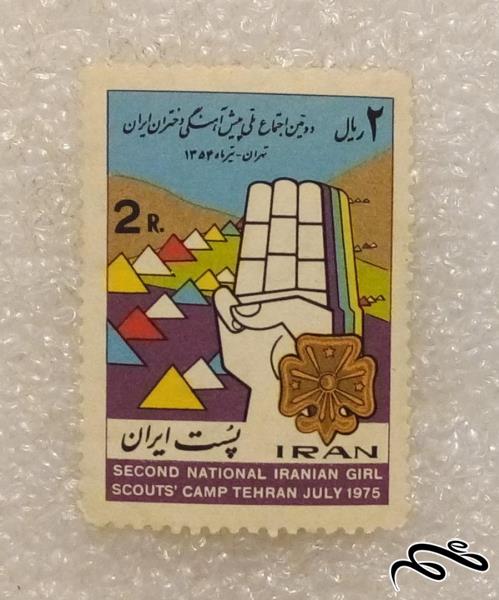 ۲ ریال
دومین اجتماع ملی پیش‌آهنگی دختران ایران
تهران - تیرماه ۱۳۵۴
2 R.
پست ایران
IRAN
SECOND NATIONAL IRANIAN GIRL
SCOUTS' CAMP TEHRAN JULY 1975